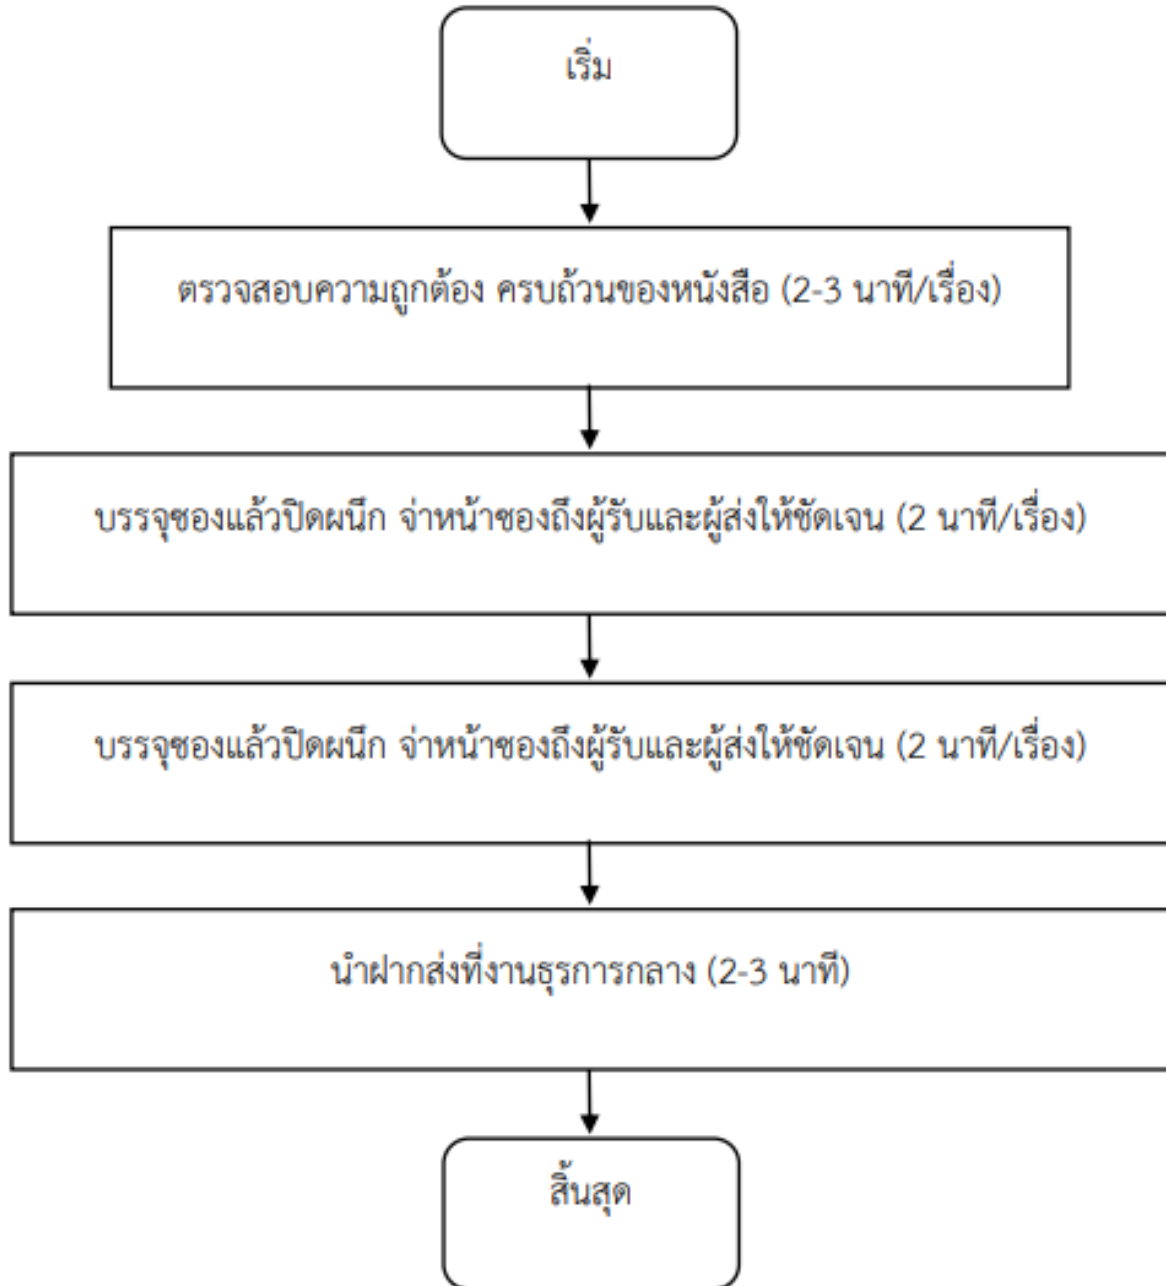 เริ่ม
ตรวจสอบความถูกต้อง ครบถ้วนของหนังสือ (2-3 นาที/เรื่อง)
บรรจุซองแล้วปิดผนึก จ่าหน้าซองถึงผู้รับและผู้ส่งให้ชัดเจน (2 นาที/เรื่อง)
บรรจุซองแล้วปิดผนึก จ่าหน้าซองถึงผู้รับและผู้ส่งให้ชัดเจน (2 นาที/เรื่อง)
นำฝากส่งที่งานธุรการกลาง (2-3 นาที)
สิ้นสุด